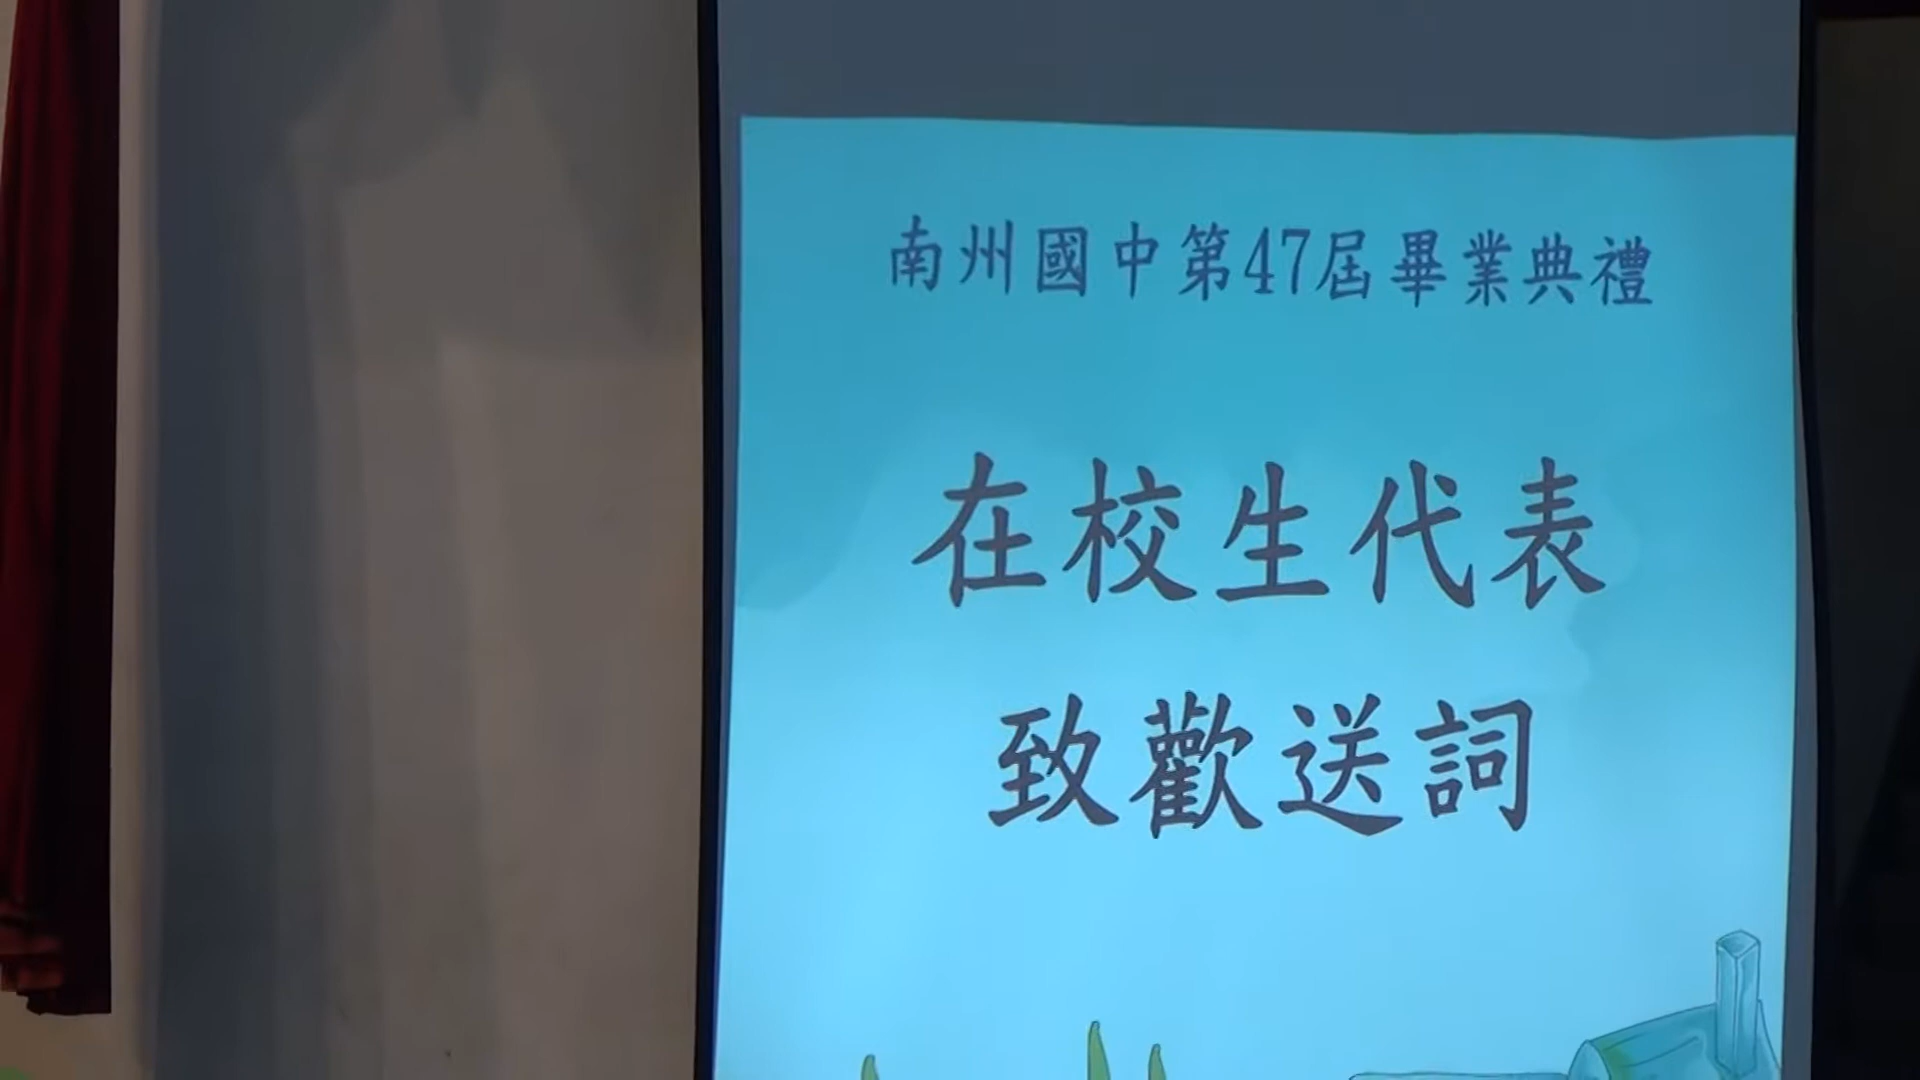 南州國中第47屆畢業典禮
在校生代表
致歡送詞